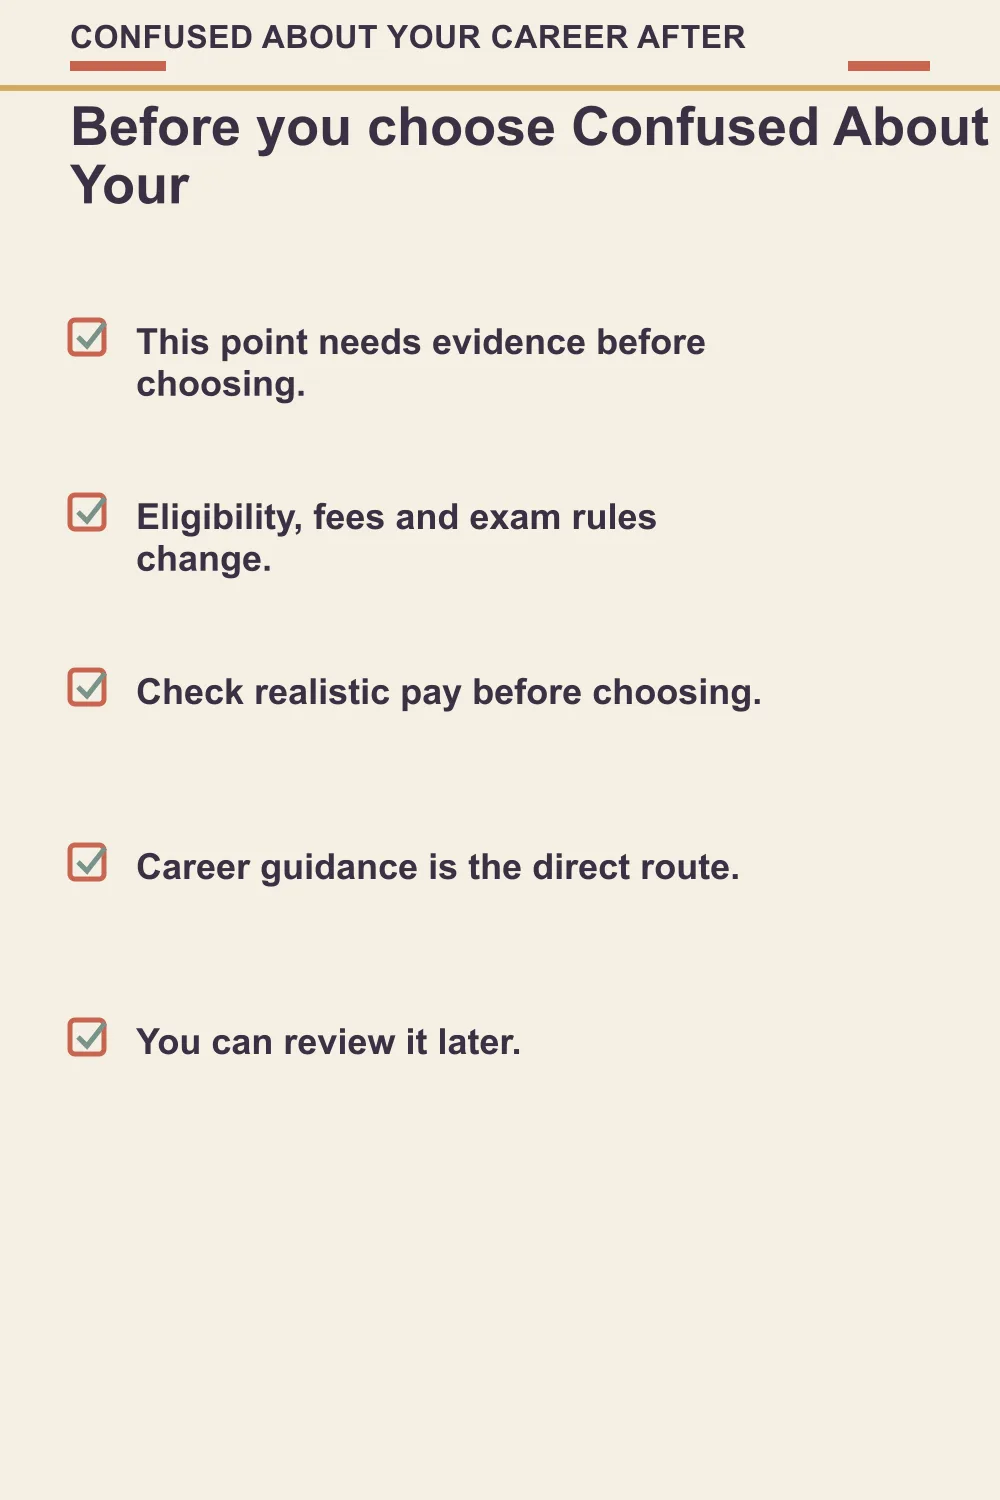 CONFUSED ABOUT YOUR CAREER AFTER
Before you choose Confused About
Your
This point needs evidence before
choosing.
Eligibility, fees and exam rules
change.
Check realistic pay before choosing.
Career guidance is the direct route.
You can review it later.